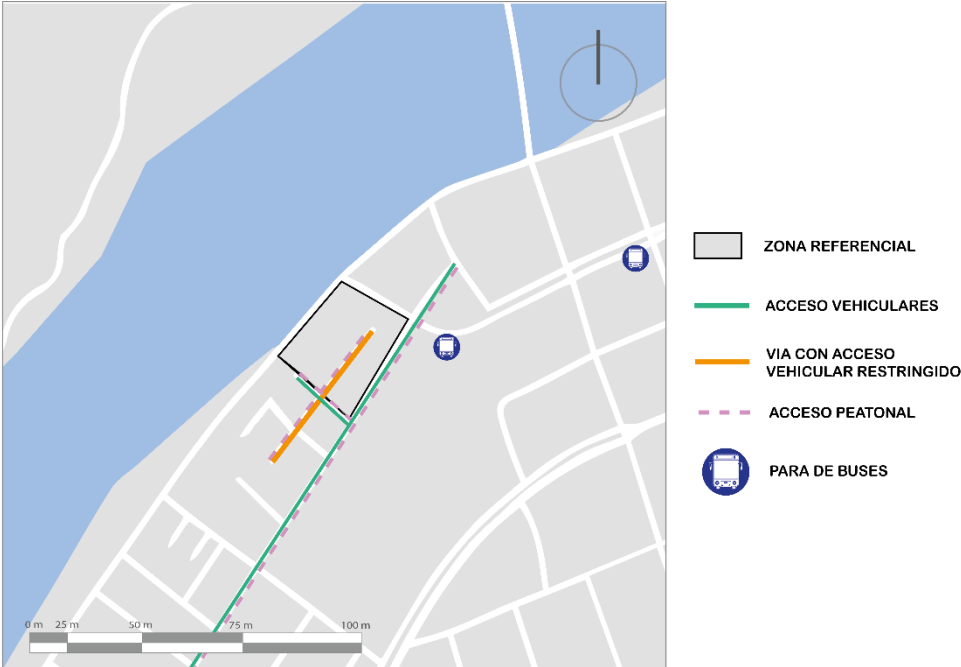 ZONA REFERENCIAL
ACCESO VEHICULARES
VIA CON ACCESO
VEHICULAR RESTRINGIDO
ACCESO PEATONAL
PARA DE BUSES
0 m 25 m 50 m 75 m 100 m